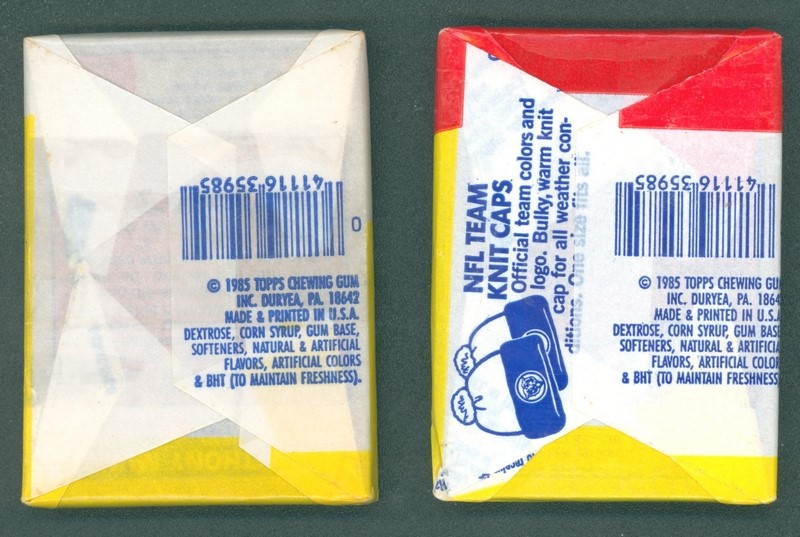 41116 35985
0
© 1985 TOPPS CHEWING GUM
INC. DURYEA, PA. 18642
MADE & PRINTED IN U.S.A.
DEXTROSE, CORN SYRUP, GUM BASE,
SOFTENERS, NATURAL & ARTIFICIAL
FLAVORS, ARTIFICIAL COLORS
& BHT (TO MAINTAIN FRESHNESS).
NFL TEAM
KNIT CAPS
Official team colors and
logo. Bulky, warm knit
cap for all weather con-
ditions. One size fits all.
41116 35985
© 1985 TOPPS CHEWING GUM
INC. DURYEA, PA. 1864
MADE & PRINTED IN U.S.A
DEXTROSE, CORN SYRUP, GUM BASE
SOFTENERS, NATURAL & ARTIFICIA
FLAVORS, ARTIFICIAL COLOR
& BHT (TO MAINTAIN FRESHNESS